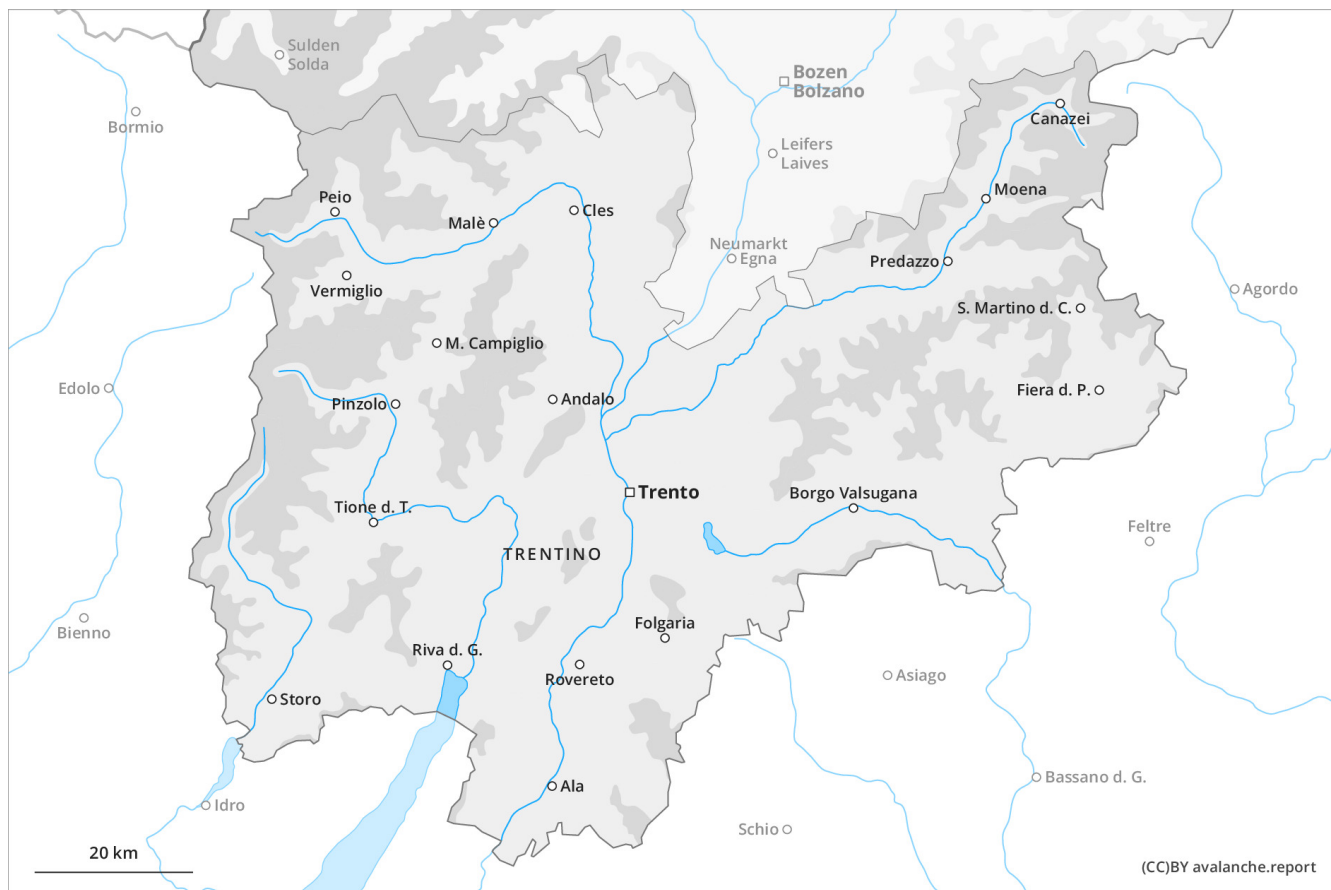 Sulden
Solda
Bozen
Bolzano
Bormio
Canazei
Leifers
Laives
Peio
Moena
Malè
Cles
Neumarkt
Egna
Predazzo
Vermiglio
Agordo
S. Martino d. C.
M. Campiglio
Edolo
Fiera d. P.
Pinzolo
Andalo
Trento
Borgo Valsugana
Tione d. T.
Feltre
TRENTINO
Bienno
Folgaria
Riva d. G.
Rovereto
Asiago
Storo
Bassano d. G.
Ala
Idro
Schio
20 km
(CC)BY avalanche.report